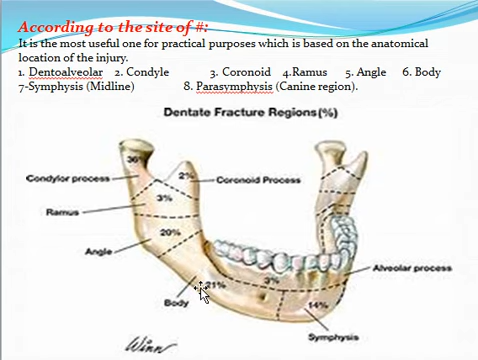 According to the site of #:
It is the most useful one for practical purposes which is based on the anatomical
location of the injury.
1. Dentoalveolar 2. Condyle 3. Coronoid 4.Ramus 5. Angle 6. Body
7-Symphysis (Midline) 8. Parasymphysis (Canine region).
Dentate Fracture Regions(%)
36%
2%
Condylor process
Coronoid Process
3%
Ramus
20%
Angle
Alveolar process
3%
21%
Body
14%
Symphysis
Winn